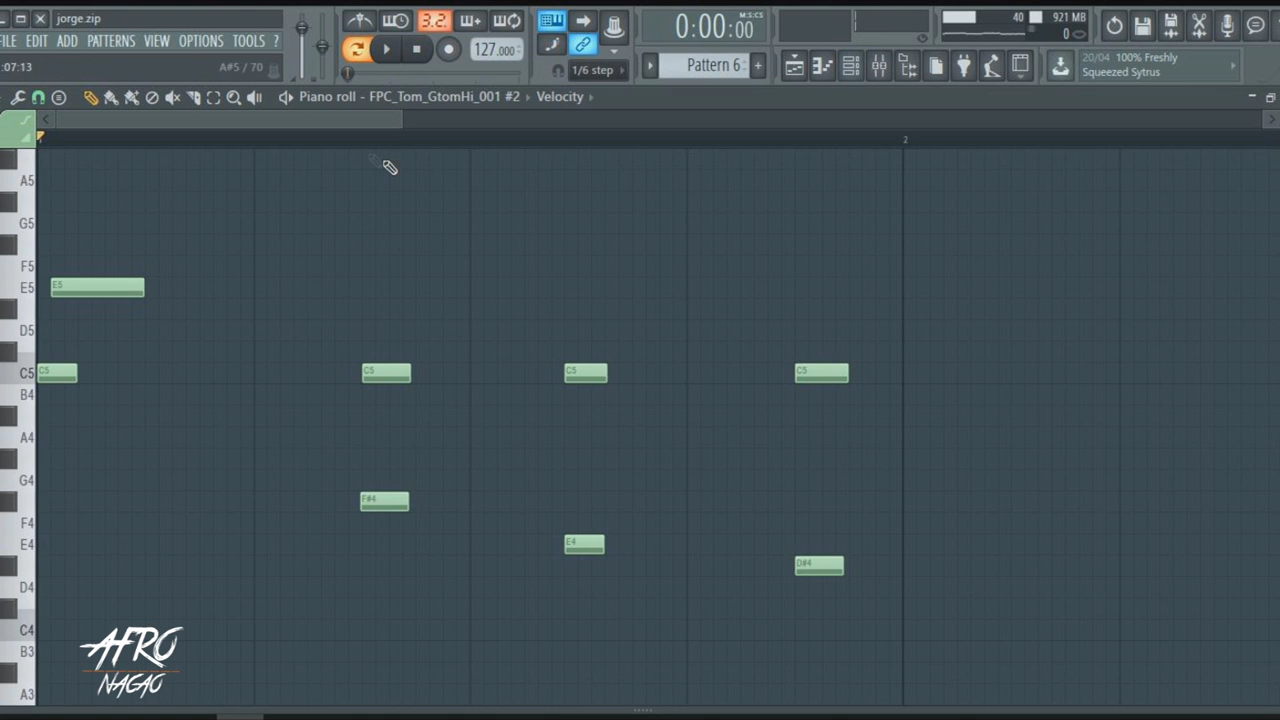 jorge.zip
FILE EDIT ADD PATTERNS VIEW OPTIONS TOOLS ?
:07:13 A#5 / 70
3.2.
127.000
1/6 step
0:00:00
M:S:CS
Pattern 6
40 921 MB
0
20/04 100% Freshly
Squeezed Sytrus
Piano roll - FPC_Tom_GtomHi_001 #2 Velocity
2
A5
G5
F5
E5 E5
D5
C5 C5 C5 C5 C5
B4
A4
G4
F#4
F4
E4 E4
D#4
D4
C4
B3
A3
AFRO
NAGAO